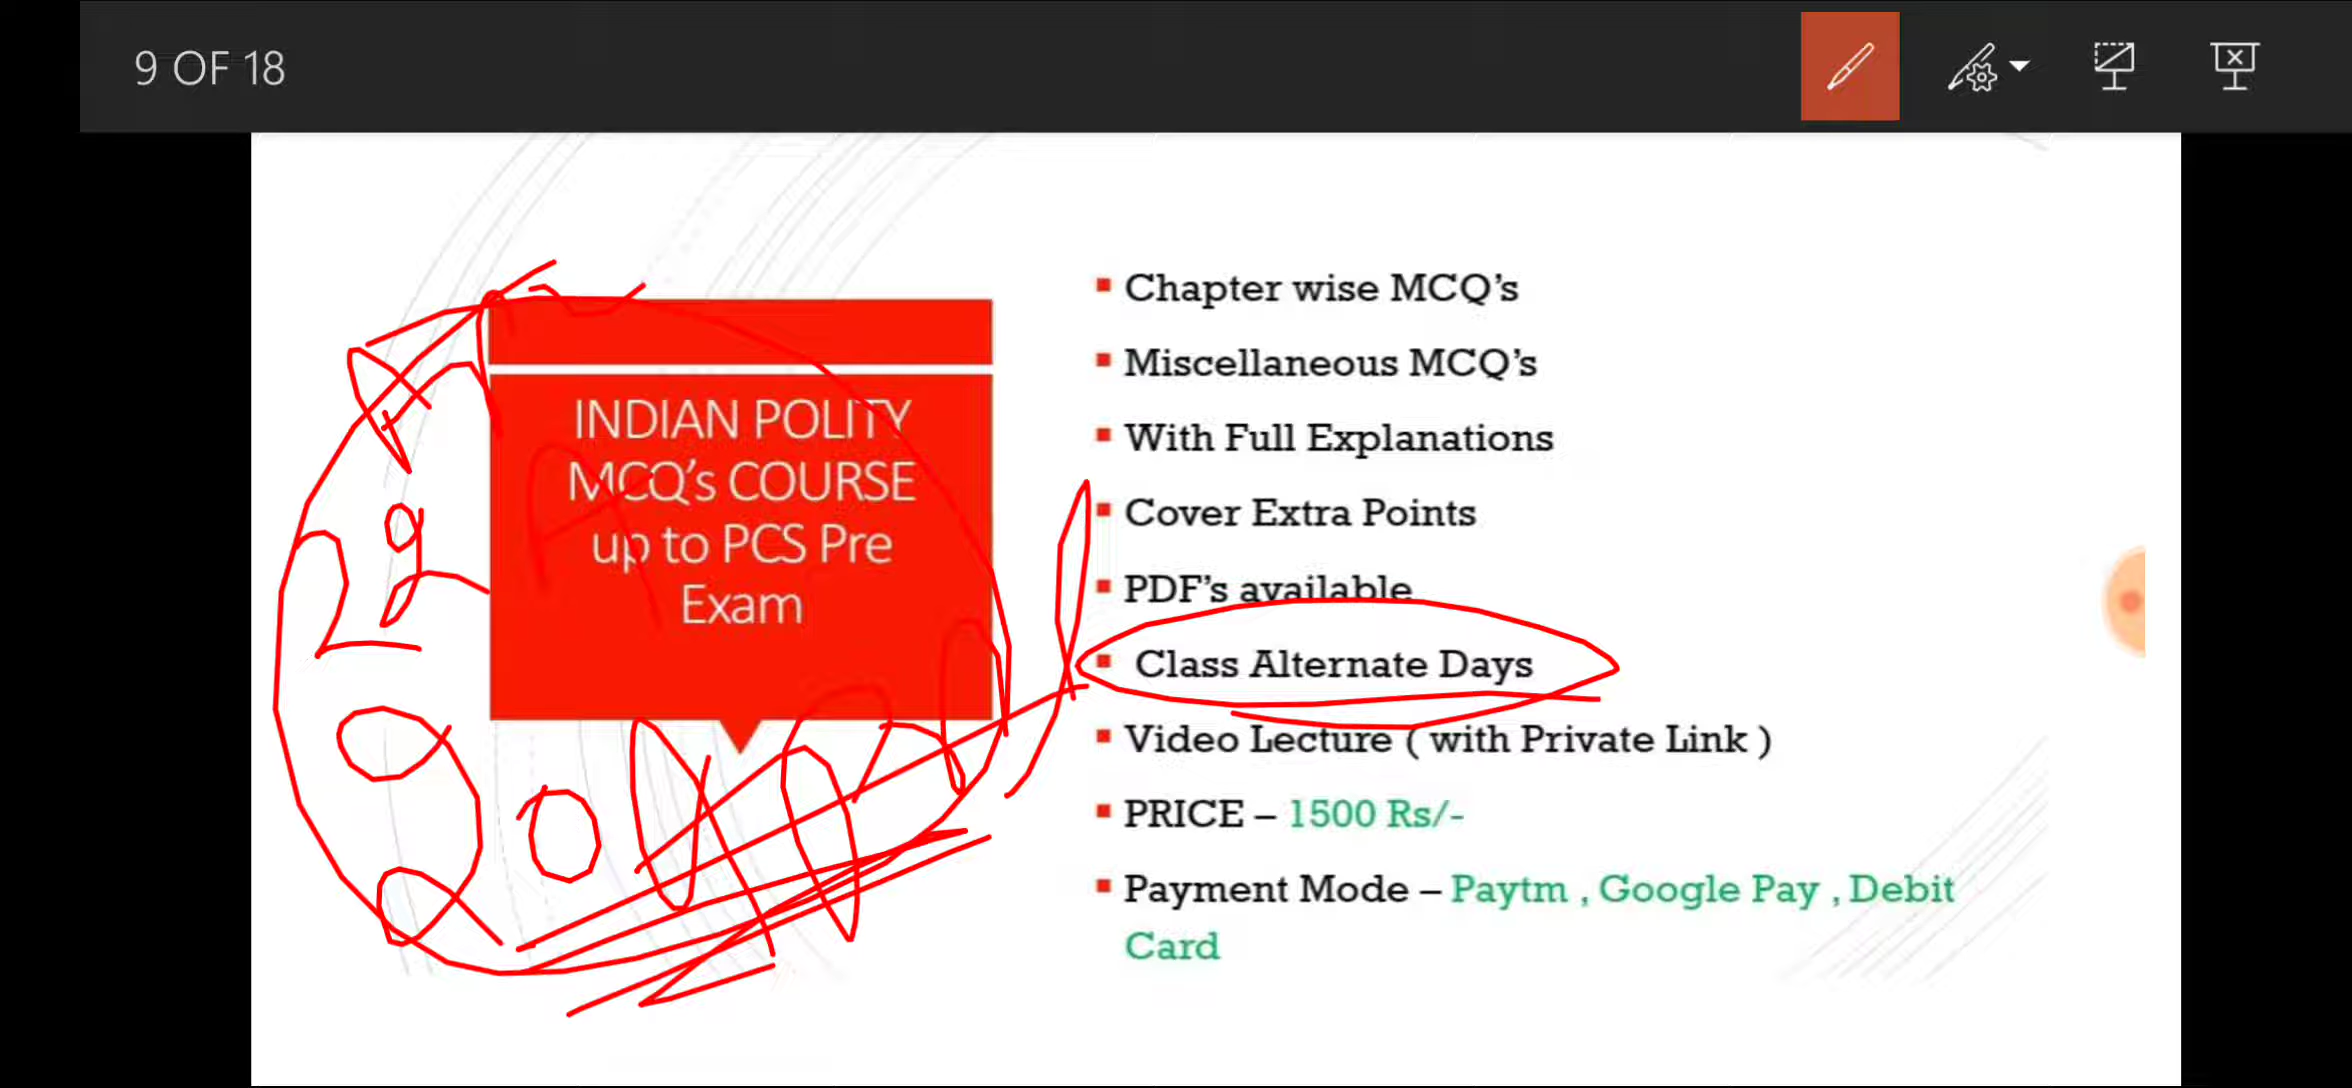 9 OF 18
INDIAN POLITY
MCQ's COURSE
up to PCS Pre
Exam
Chapter wise MCQ's
Miscellaneous MCQ's
With Full Explanations
Cover Extra Points
PDF's available
Class Alternate Days
Video Lecture ( with Private Link )
PRICE – 1500 Rs/-
Payment Mode – Paytm , Google Pay , Debit
Card